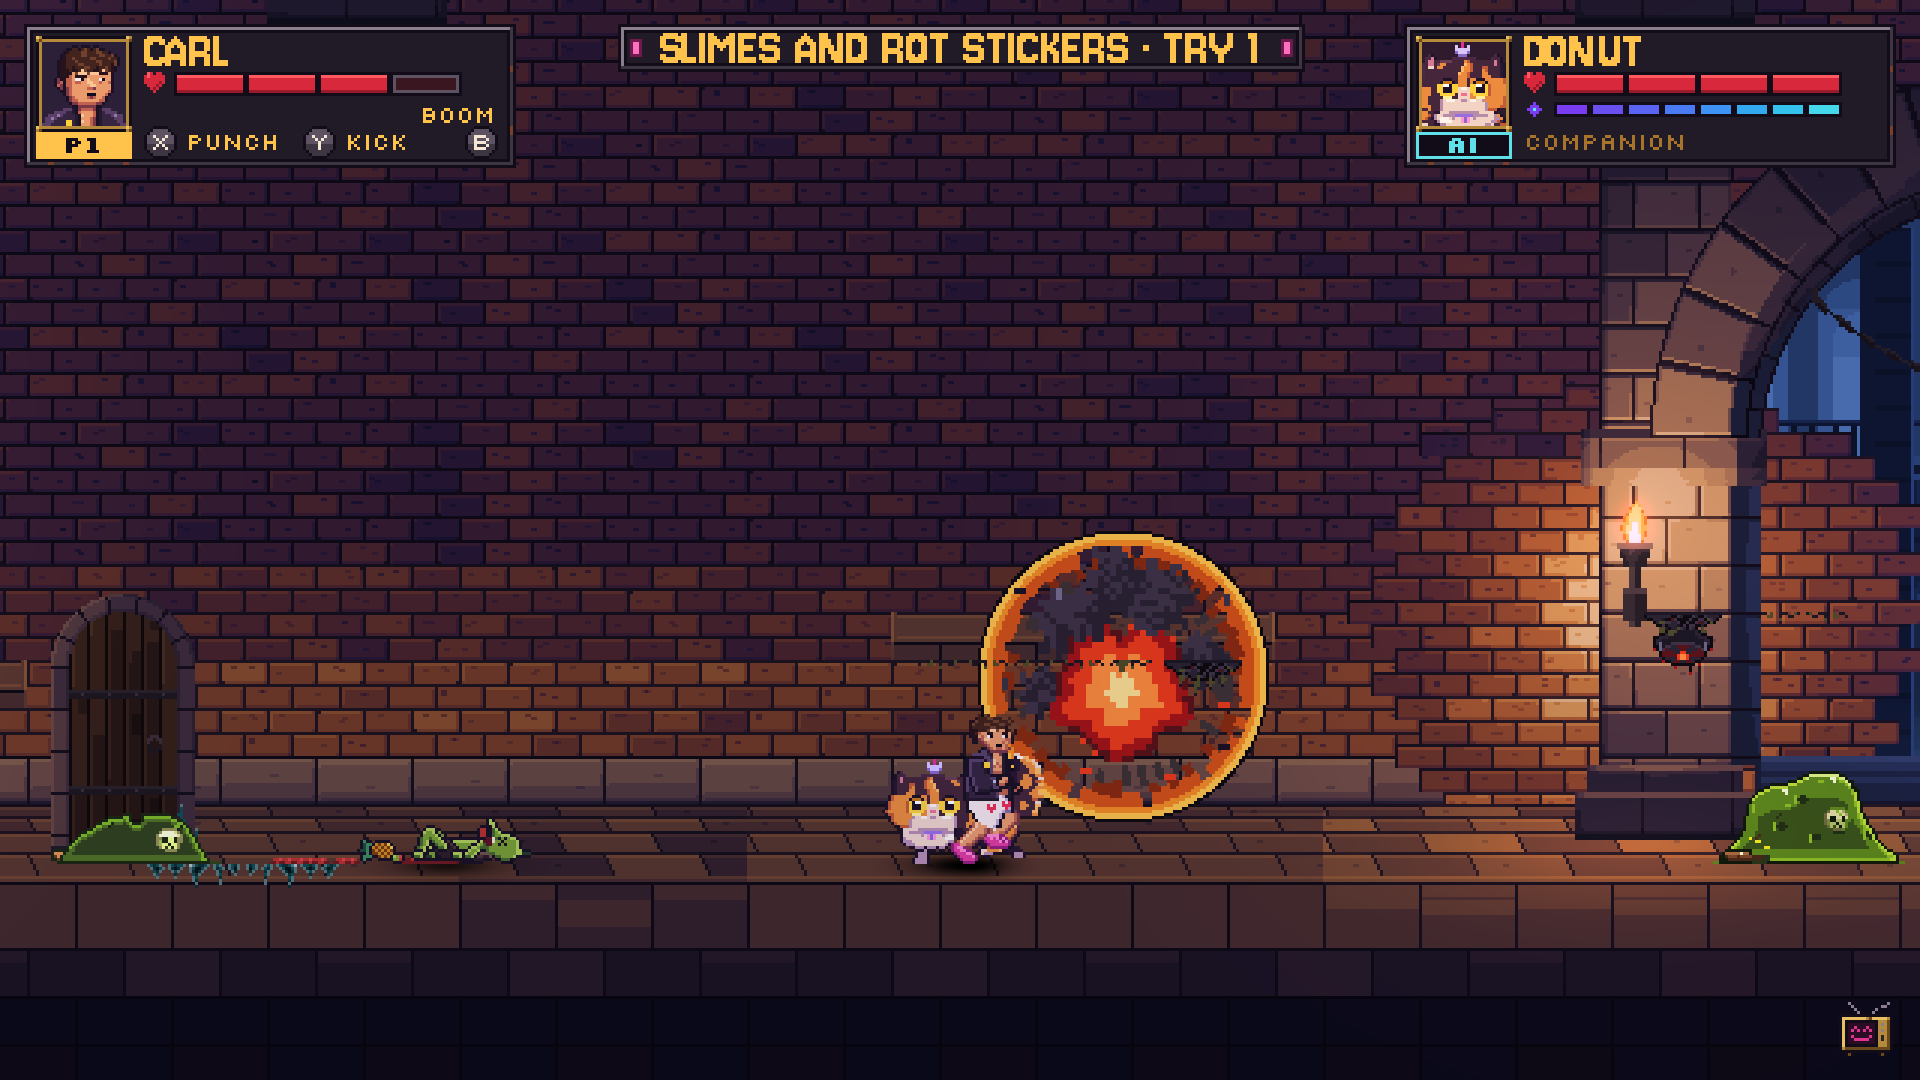 CARL
BOOM
P1
X PUNCH Y KICK B
SLIMES AND ROT STICKERS · TRY 1
DONUT
AI
COMPANION